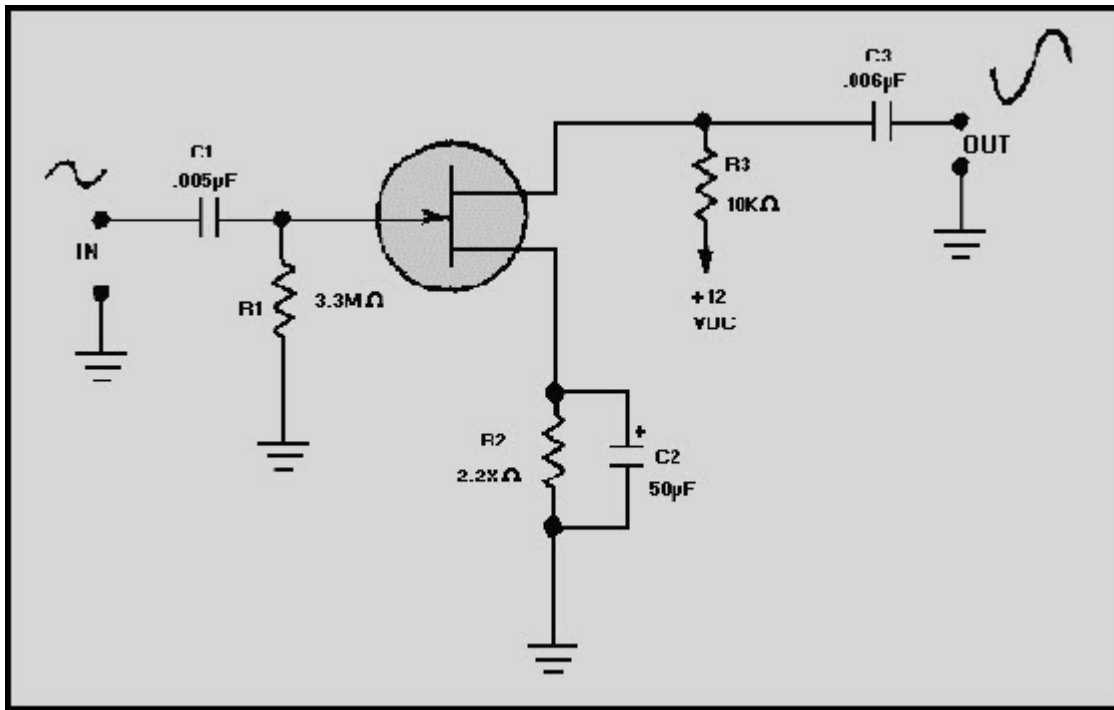 C1
.005µF
IN
R1
3.3MΩ
R2
2.2KΩ
C2
+
50µF
R3
10KΩ
+12
VDC
C3
.006µF
OUT